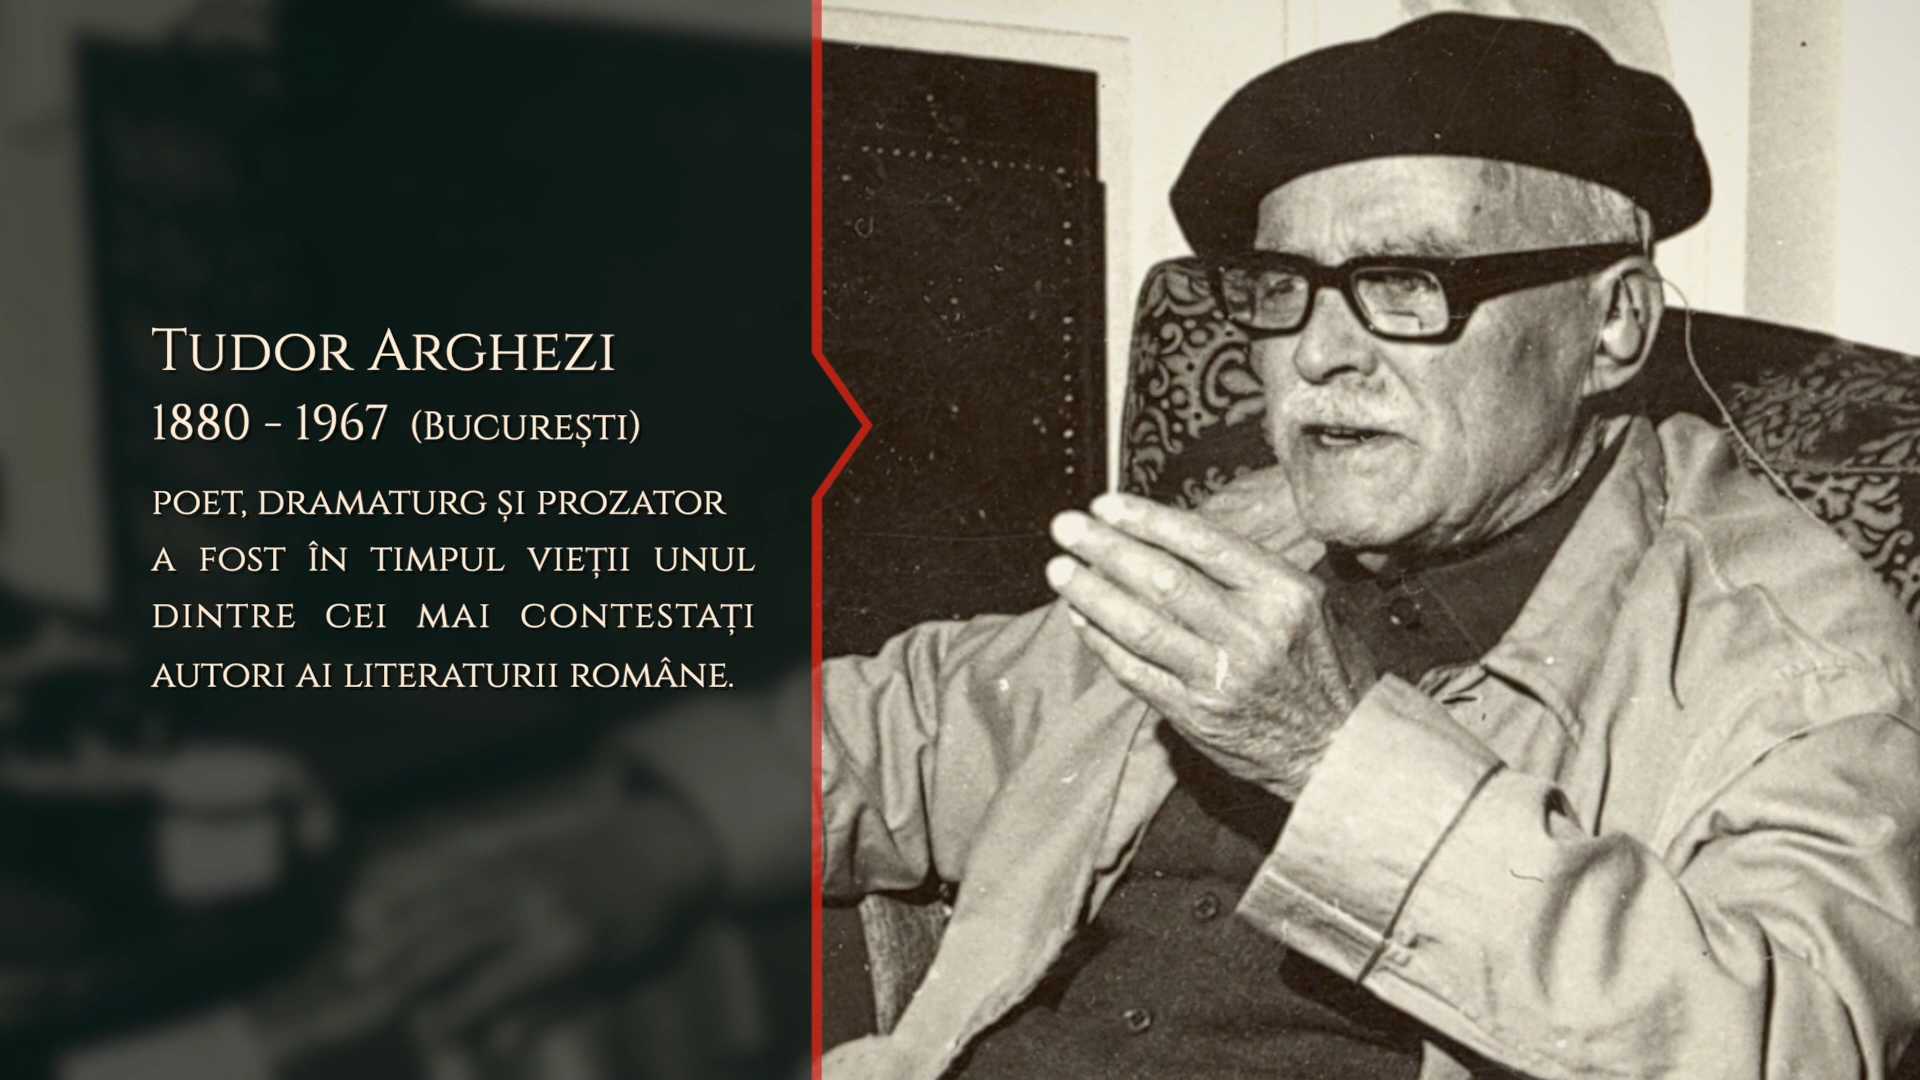 Tudor Arghezi
1880 - 1967 (București)
poet, dramaturg și prozator
a fost în timpul vieții unul
dintre cei mai contestați
autori ai literaturii române.